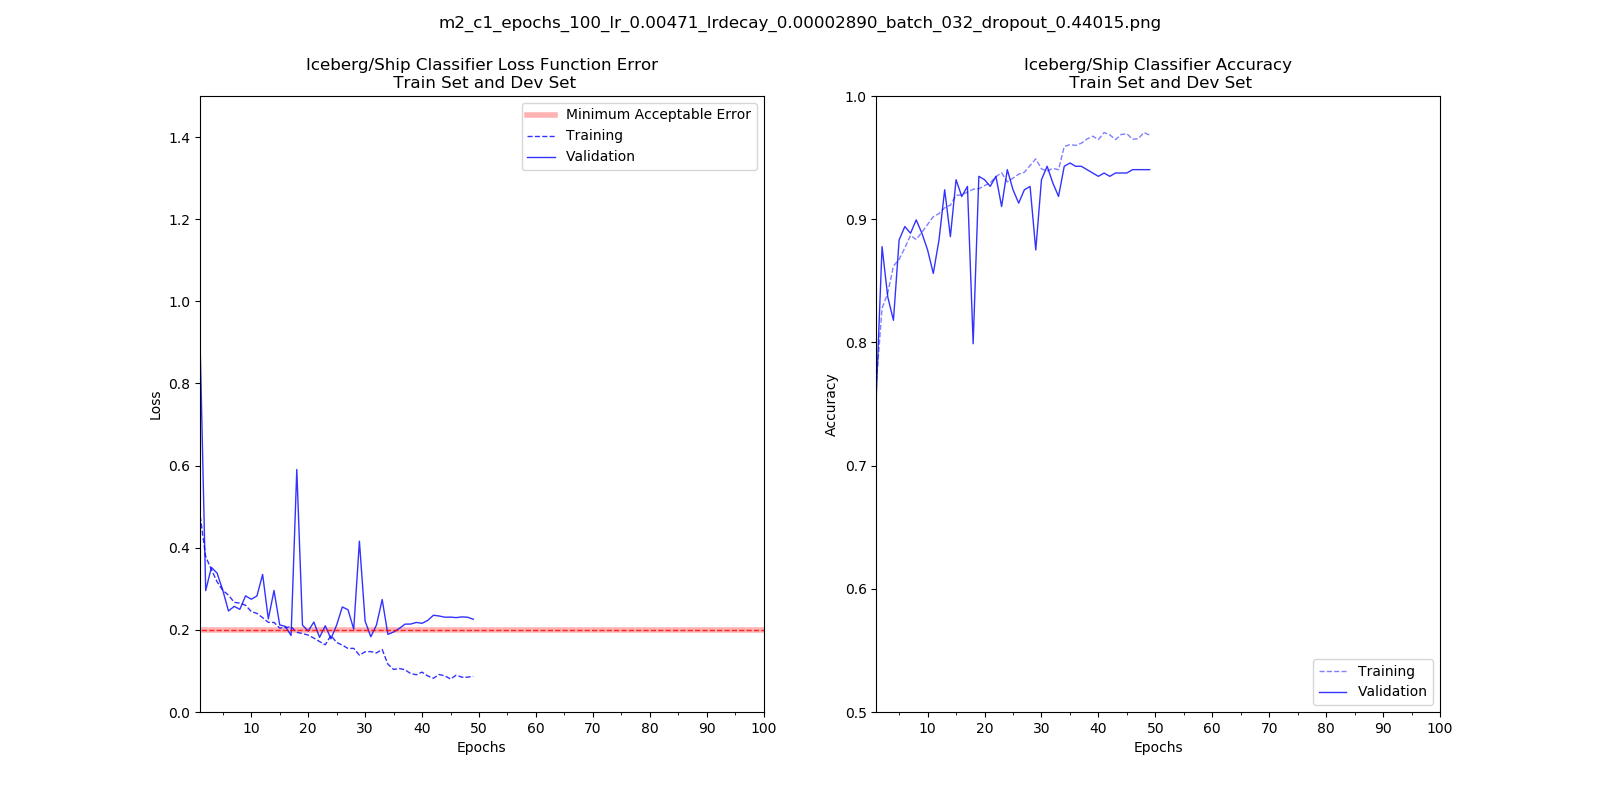 m2_c1_epochs_100_lr_0.00471_lrdecay_0.00002890_batch_032_dropout_0.44015.png
Iceberg/Ship Classifier Loss Function Error
Train Set and Dev Set
1.4
1.2
1.0
0.8
0.6
0.4
0.2
0.0
Loss
Minimum Acceptable Error
Training
Validation
10 20 30 40 50 60 70 80 90 100
Epochs
Iceberg/Ship Classifier Accuracy
Train Set and Dev Set
1.0
0.9
0.8
0.7
0.6
0.5
Accuracy
Training
Validation
10 20 30 40 50 60 70 80 90 100
Epochs